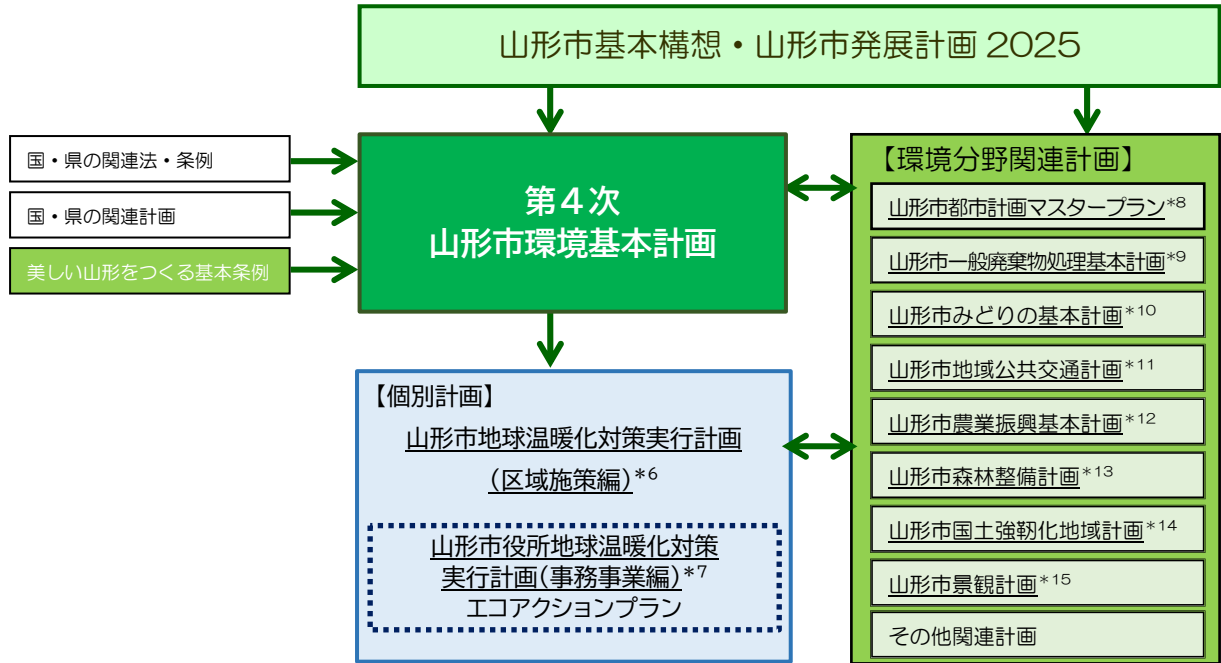 山形市基本構想・山形市発展計画 2025
国・県の関連法・条例
国・県の関連計画
美しい山形をつくる基本条例
第４次
山形市環境基本計画
【個別計画】
山形市地球温暖化対策実行計画
（区域施策編）*6
山形市役所地球温暖化対策
実行計画（事務事業編）*7
エコアクションプラン
【環境分野関連計画】
山形市都市計画マスタープラン*8
山形市一般廃棄物処理基本計画*9
山形市みどりの基本計画*10
山形市地域公共交通計画*11
山形市農業振興基本計画*12
山形市森林整備計画*13
山形市国土強靭化地域計画*14
山形市景観計画*15
その他関連計画